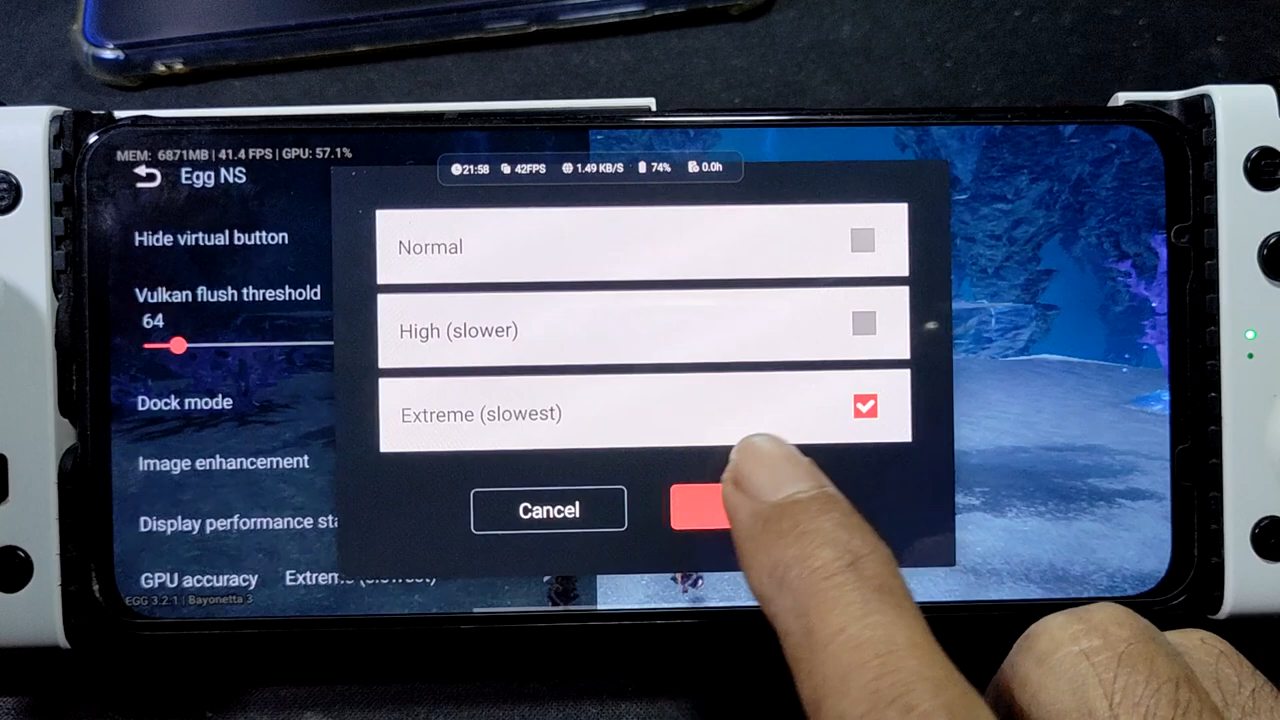 MEM: 6871MB | 41.4 FPS | GPU: 57.1%
21:58 42FPS 1.49 KB/S 74% 0.0h
Egg NS
Hide virtual button
Vulkan flush threshold
64
Dock mode
Image enhancement
Display performance sta
GPU accuracy Extreme (slowest)
EGG 3.2.1 | Bayonetta 3
Normal
High (slower)
Extreme (slowest)
Cancel